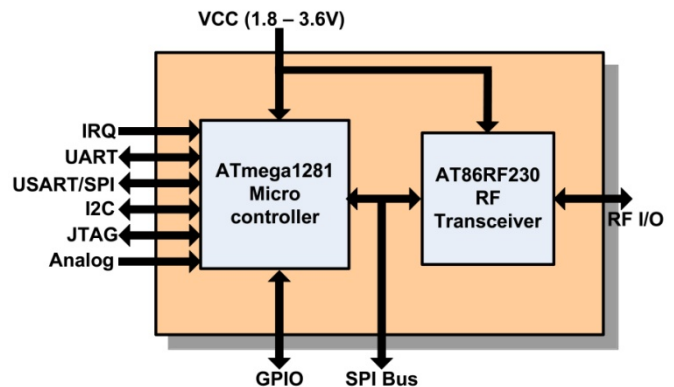 VCC (1.8 – 3.6V)
IRQ
UART
USART/SPI
I2C
JTAG
Analog
ATmega1281
Micro
controller
AT86RF230
RF
Transceiver
RF I/O
GPIO
SPI Bus